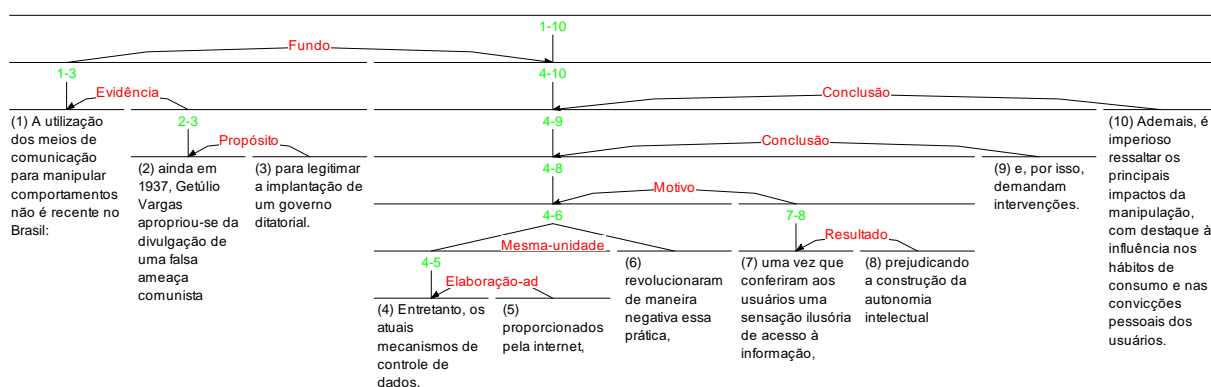 1-10
Fundo
1-3
4-10
Evidência
Conclusão
(1) A utilização
dos meios de
comunicação
para manipular
comportamentos
não é recente no
Brasil:
2-3
4-9
(10) Ademais, é
imperioso
ressaltar os
principais
impactos da
manipulação,
com destaque à
influência nos
hábitos de
consumo e nas
convicções
pessoais dos
usuários.
Propósito
Conclusão
(2) ainda em
1937, Getúlio
Vargas
apropriou-se da
divulgação de
uma falsa
ameaça
comunista
(3) para legitimar
a implantação de
um governo
ditatorial.
4-8
(9) e, por isso,
demandam
intervenções.
Motivo
4-6
7-8
Mesma-unidade
Resultado
4-5
(6)
revolucionaram
de maneira
negativa essa
prática,
(7) uma vez que
conferiram aos
usuários uma
sensação ilusória
de acesso à
informação,
(8) prejudicando
a construção da
autonomia
intelectual
Elaboração-ad
(4) Entretanto, os
atuais
mecanismos de
controle de
dados,
(5)
proporcionados
pela internet,